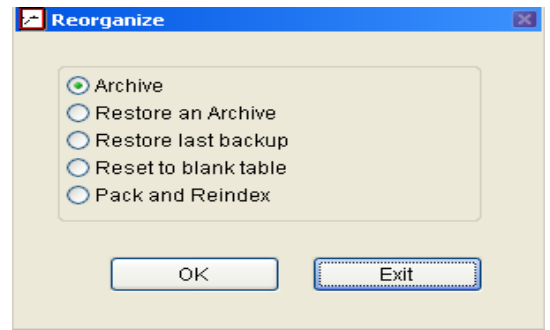 Reorganize
Archive
Restore an Archive
Restore last backup
Reset to blank table
Pack and Reindex
OK Exit